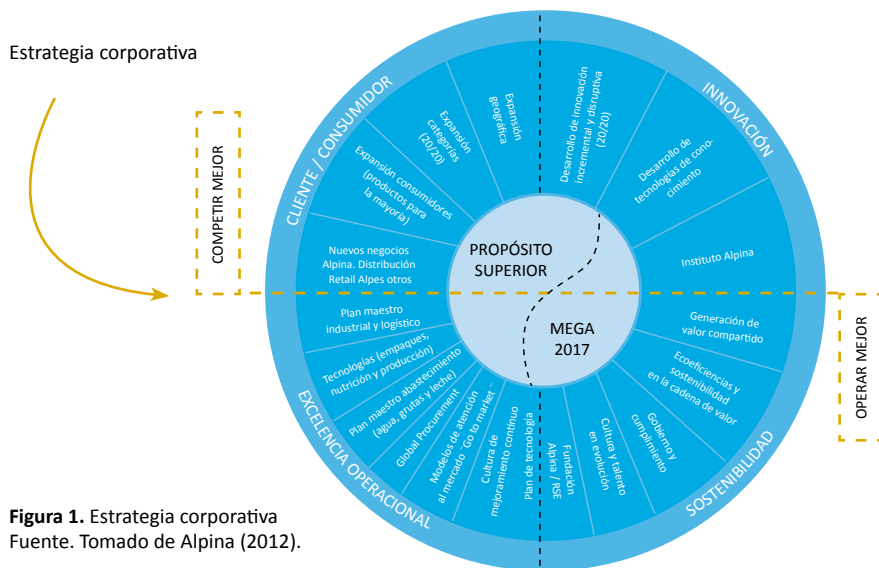 Estrategia corporativa
COMPETIR MEJOR
OPERAR MEJOR
CLIENTE / CONSUMIDOR
INNOVACIÓN
SOSTENIBILIDAD
EXCELENCIA OPERACIONAL
PROPÓSITO
SUPERIOR
MEGA
2017
Nuevos negocios
Alpina. Distribución
Retail Alpes otros
Expansión consumidores
(productos para
la mayoría)
Expansión
categorías
(20/20)
Expansión
geográfica
Desarrollo de innovación
incremental y disruptiva
(20/20)
Desarrollo de
tecnologías de cono-
cimiento
Instituto Alpina
Generación de
valor compartido
Ecoeficiencias y
sostenibilidad
en la cadena de valor
Gobierno y
cumplimiento
Cultura y talento
en evolución
Fundación
Alpina / RSE
Plan de tecnología
Cultura de
mejoramiento continuo
Modelos de atención
al mercado ¨Go to market¨
Global Procurement
Plan maestro abastecimiento
(agua, grutas y leche)
Tecnologías (empaques,
nutrición y producción)
Plan maestro
industrial y logístico
Figura 1. Estrategia corporativa
Fuente. Tomado de Alpina (2012).